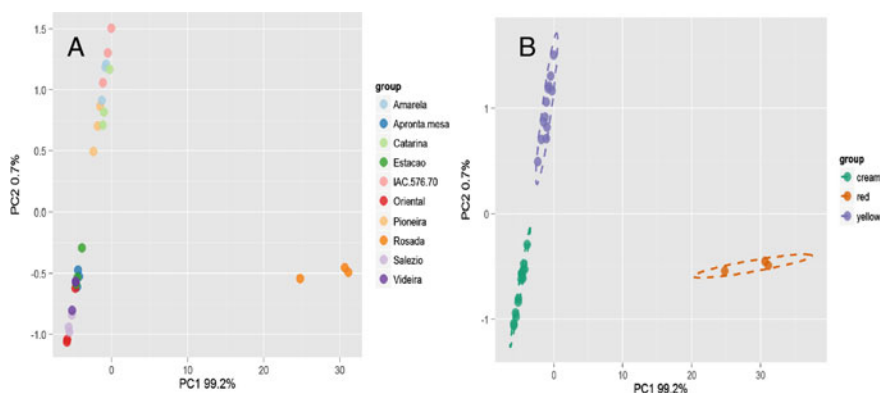 A
1.5
1.0
0.5
0.0
-0.5
-1.0
PC2 0.7%
0
10
20
30
PC1 99.2%
group
Amarela
Apronta.mesa
Catarina
Estacao
IAC.576.70
Oriental
Pioneira
Rosada
Salezio
Videira
B
1
0
-1
PC2 0.7%
0
10
20
30
PC1 99.2%
group
cream
red
yellow